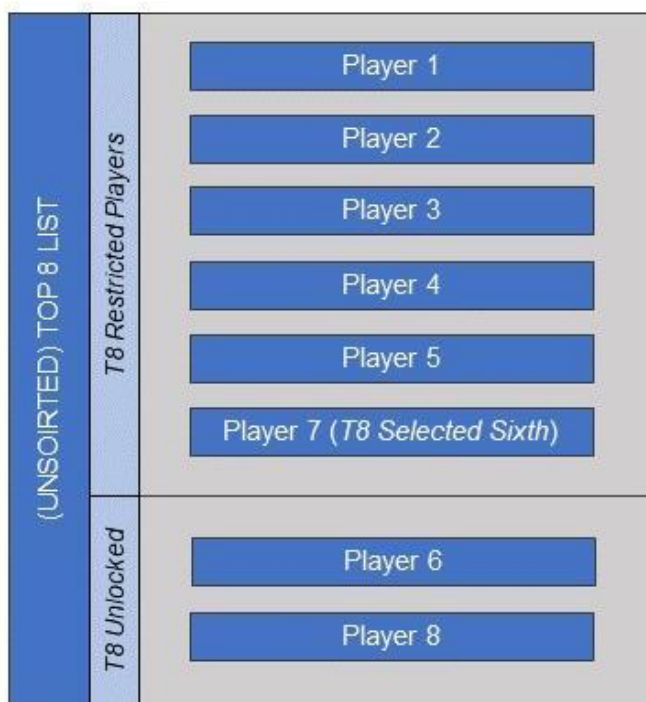 (UNSOIRTED) TOP 8 LIST
T8 Restricted Players
Player 1
Player 2
Player 3
Player 4
Player 5
Player 7 (T8 Selected Sixth)
T8 Unlocked
Player 6
Player 8